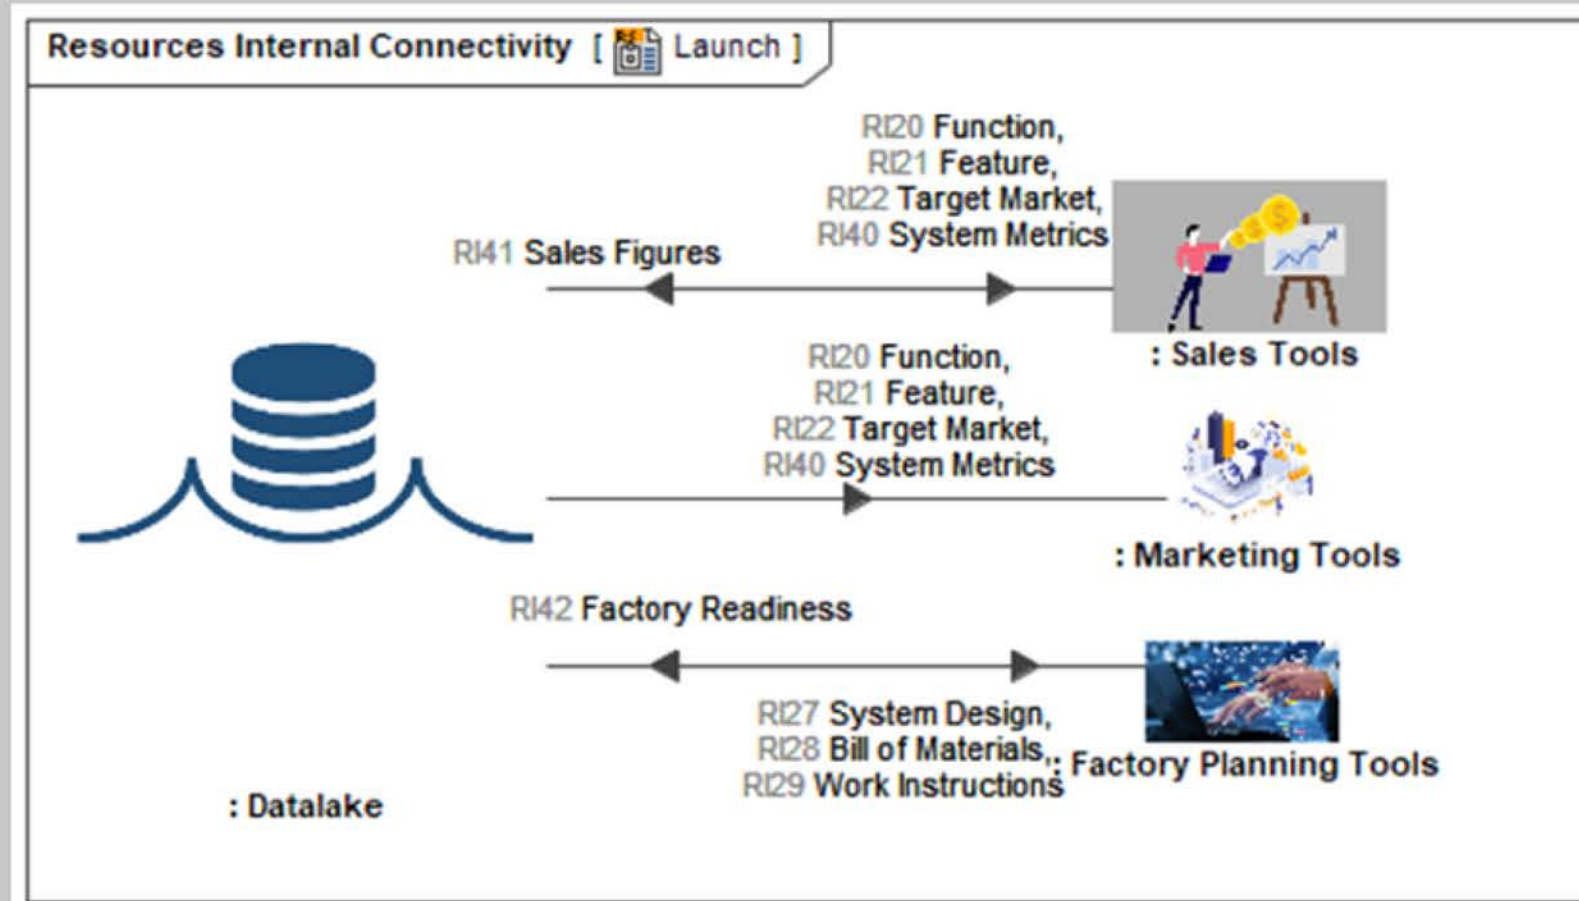 Resources Internal Connectivity [ Launch ]
RI20 Function,
RI21 Feature,
RI22 Target Market,
RI40 System Metrics
RI41 Sales Figures
: Sales Tools
RI20 Function,
RI21 Feature,
RI22 Target Market,
RI40 System Metrics
: Marketing Tools
RI42 Factory Readiness
RI27 System Design,
RI28 Bill of Materials,
RI29 Work Instructions
: Factory Planning Tools
: Datalake